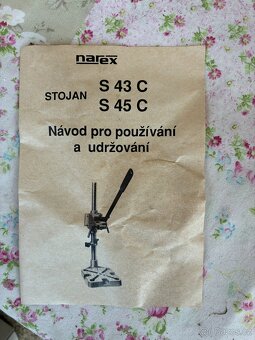 narex
STOJAN
S 43 C
S 45 C
Návod pro používání
a udržování